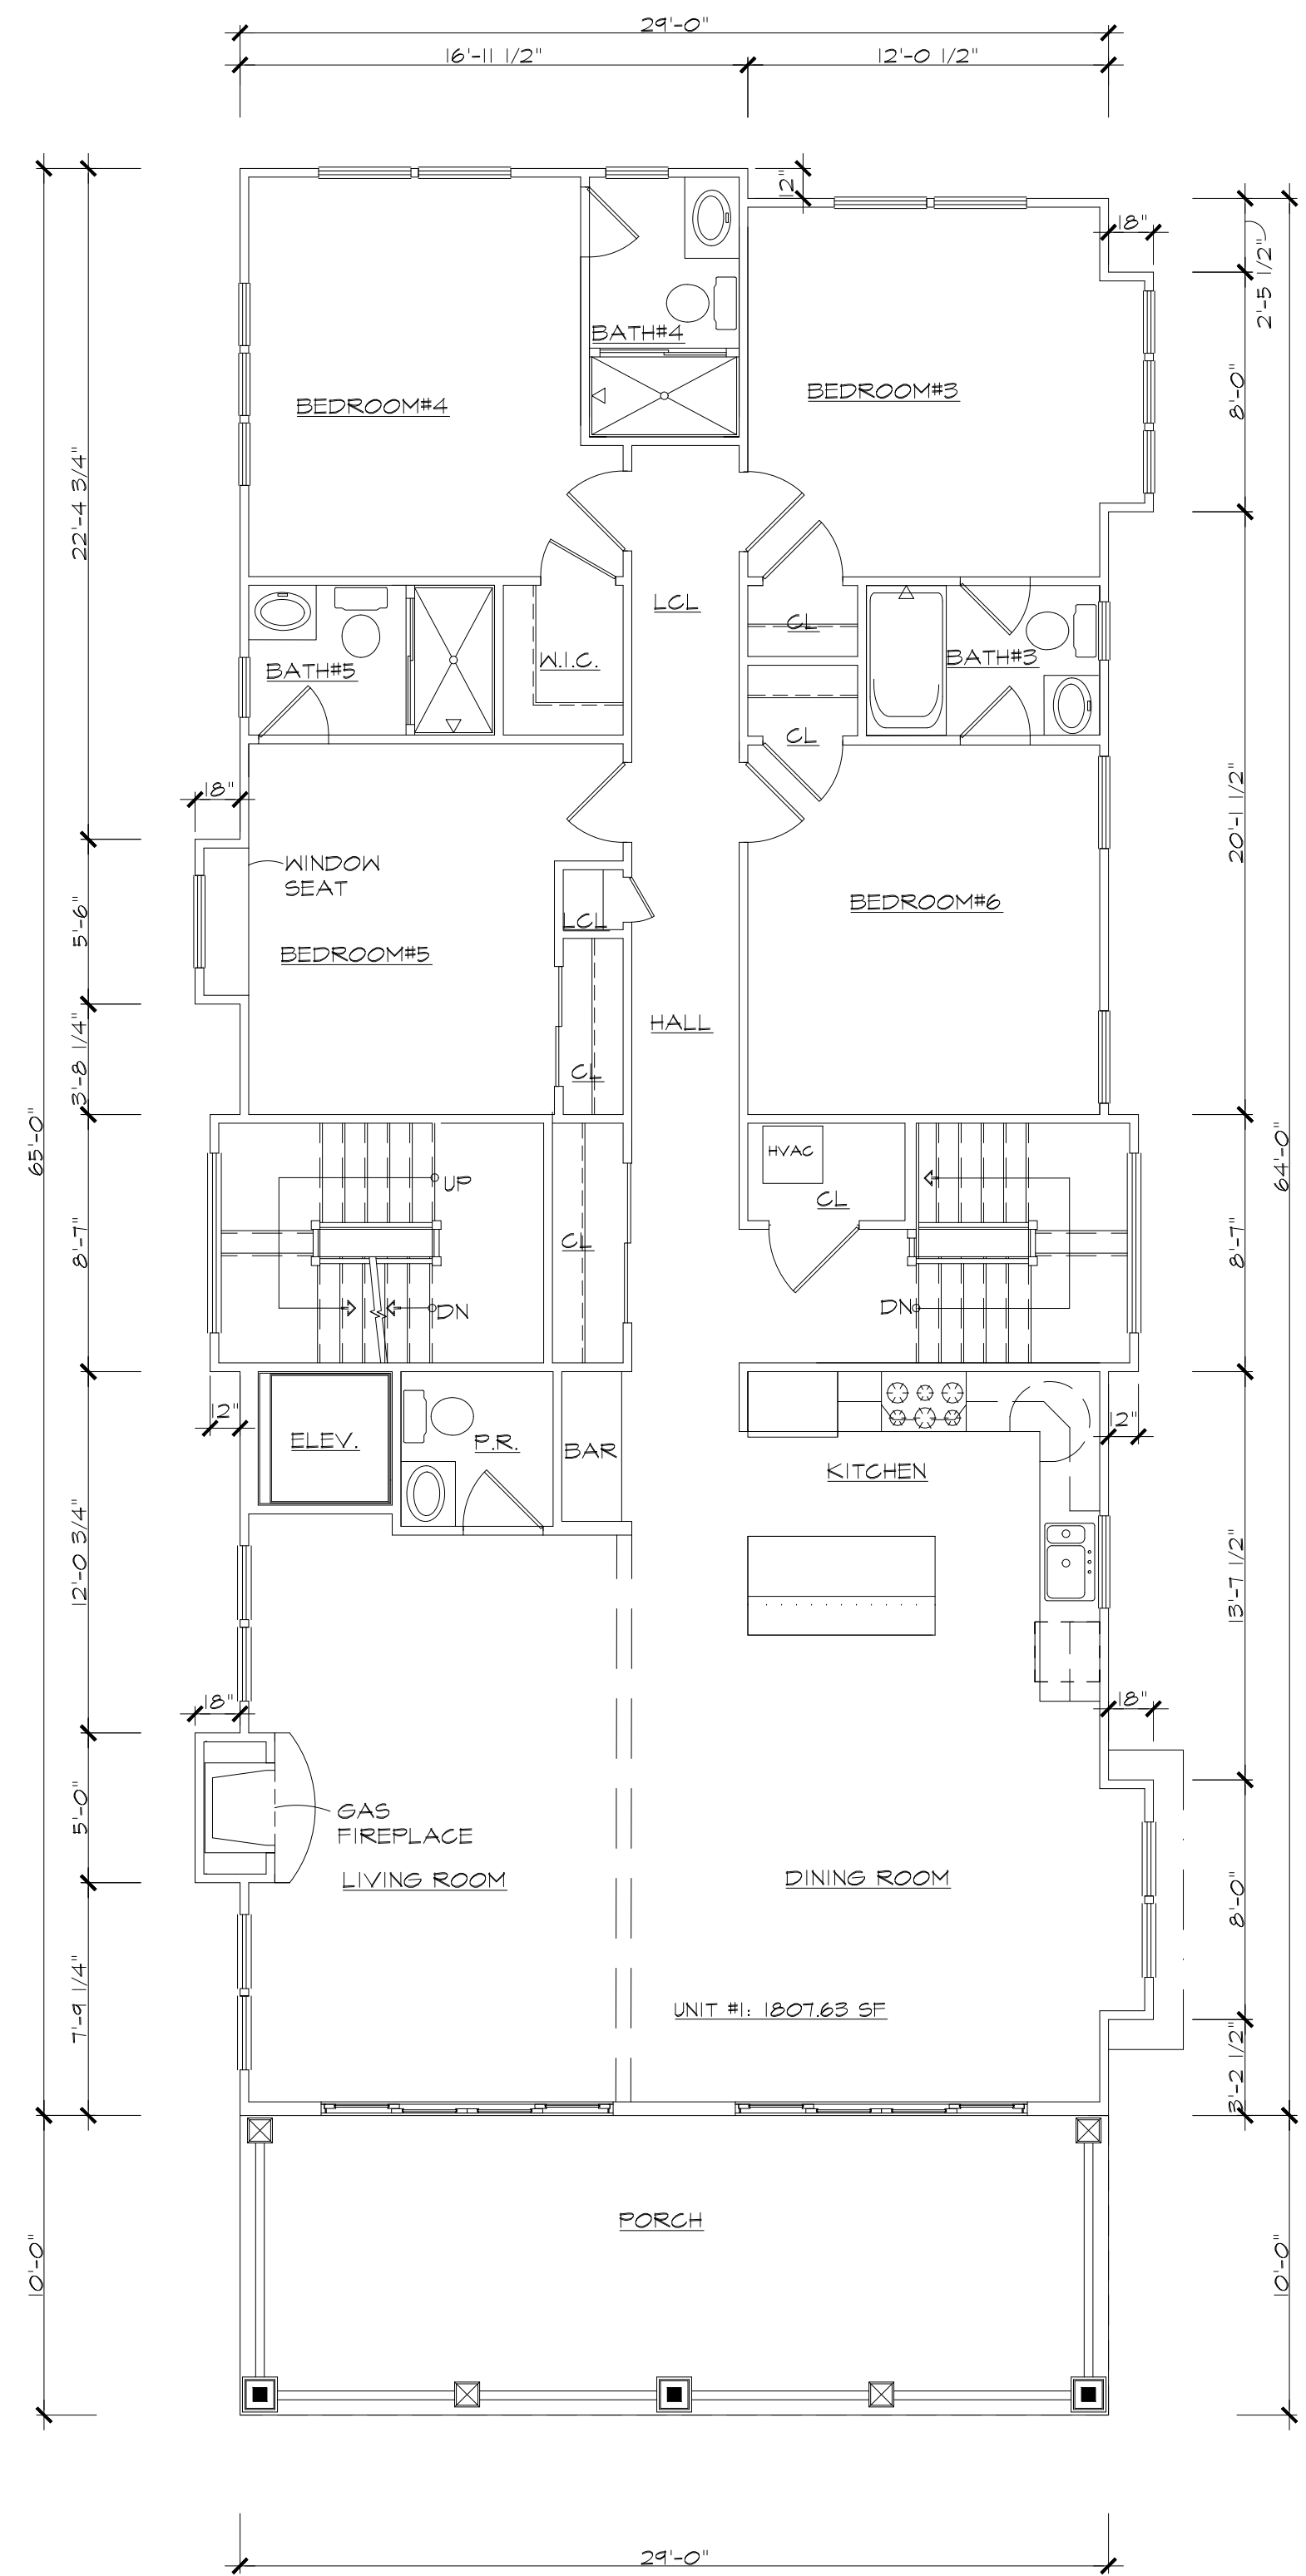 29'-0"
16'-11 1/2"
12'-0 1/2"
12"
18"
2'-5 1/2"
BATH#4
BEDROOM#3
BEDROOM#4
8'-0"
22'-4 3/4"
LCL
CL
BATH#5
W.I.C.
BATH#3
CL
18"
20'-1 1/2"
WINDOW
SEAT
BEDROOM#6
LCL
5'-6"
BEDROOM#5
HALL
3'-8 1/4"
CL
65'-0"
64'-0"
HVAC
UP
CL
8'-7"
CL
8'-7"
DN
DN
12"
12"
ELEV.
P.R.
BAR
KITCHEN
12'-0 3/4"
13'-7 1/2"
18"
18"
GAS
FIREPLACE
5'-0"
LIVING ROOM
DINING ROOM
8'-0"
7'-9 1/4"
UNIT #1: 1807.63 SF
3'-2 1/2"
PORCH
10'-0"
10'-0"
29'-0"